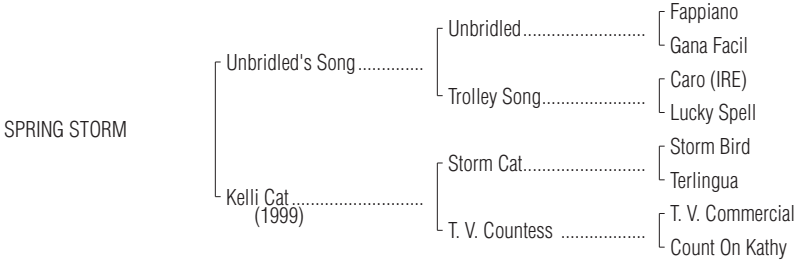 Fappiano
Unbridled..........................
Gana Facil
Unbridled's Song..............
Caro (IRE)
Trolley Song......................
Lucky Spell
SPRING STORM
Storm Bird
Storm Cat..........................
Terlingua
Kelli Cat............................
(1999)
T. V. Commercial
T. V. Countess ..................
Count On Kathy